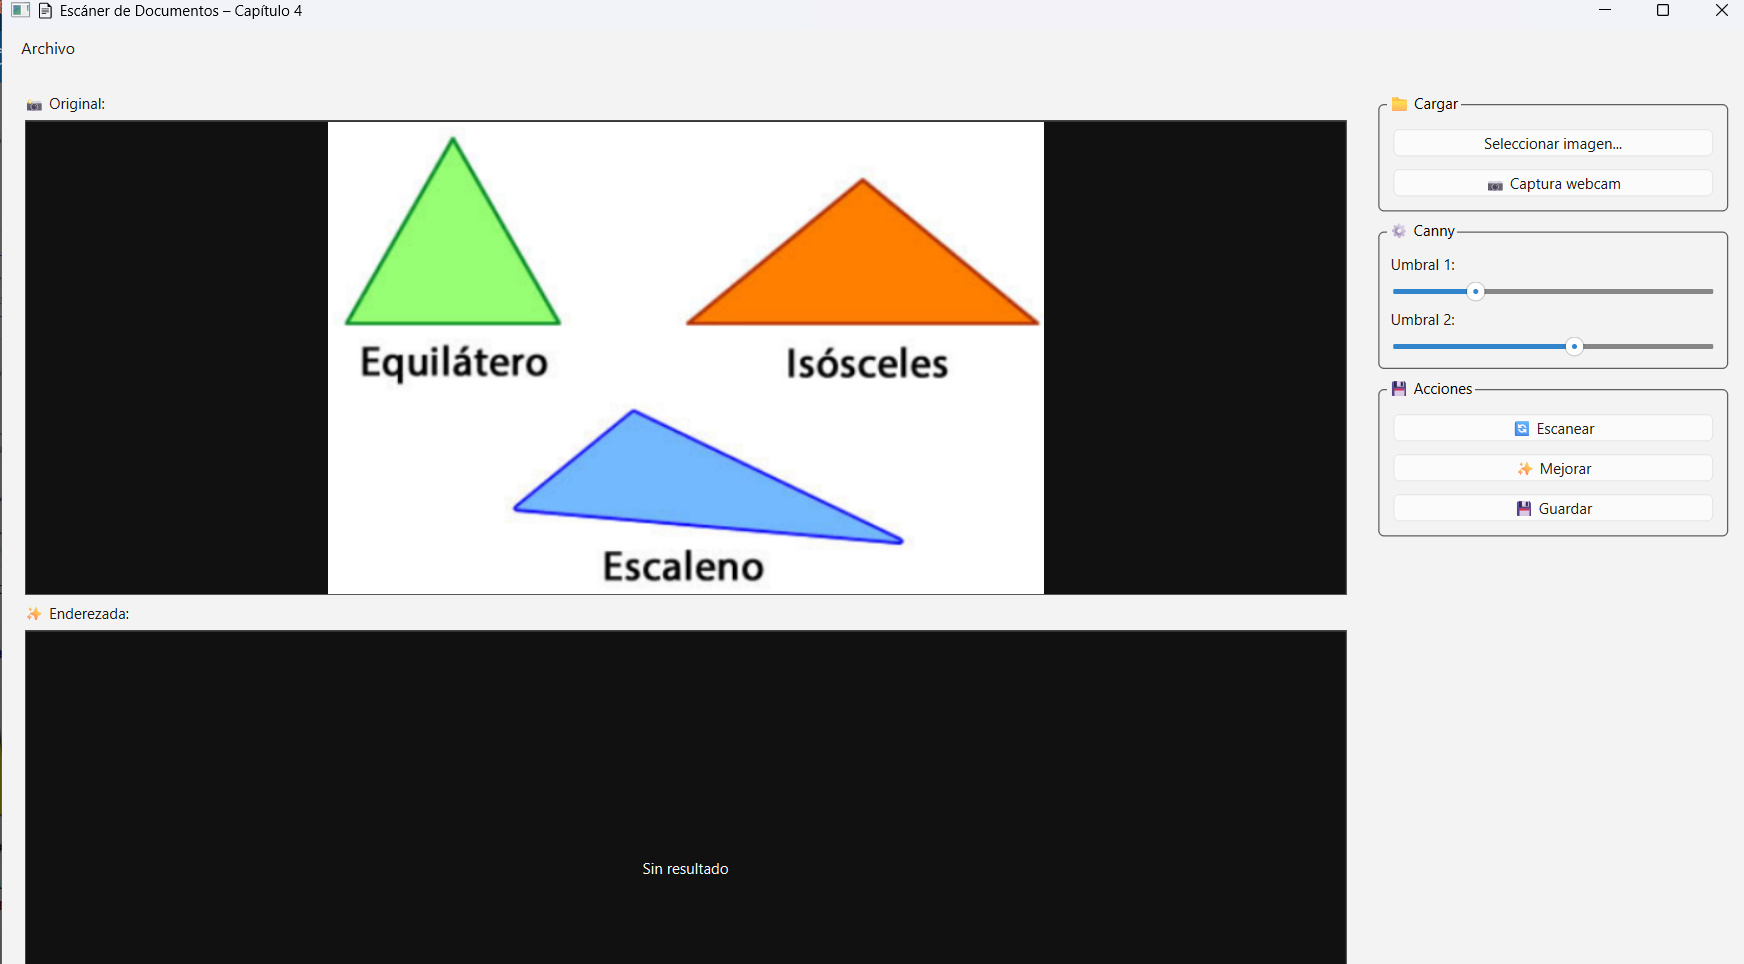 Escáner de Documentos – Capítulo 4
Archivo
Original:
Equilátero
Isósceles
Escaleno
Enderezada:
Sin resultado
Cargar
Seleccionar imagen...
Captura webcam
Canny
Umbral 1:
Umbral 2:
Acciones
Escanear
Mejorar
Guardar